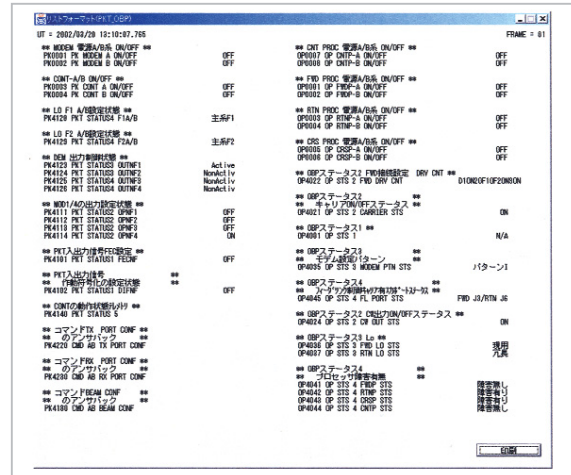 リストフォーマット(PKT_OBP)
UT = 2002/03/28 13:10:07.765
FRAME = 01
** MODEM 電源A/B系 ON/OFF **
PK0001 PK MODEM A ON/OFF OFF
PK0002 PK MODEM B ON/OFF OFF
** CONT-A/B ON/OFF **
PK0003 PK CONT A ON/OFF OFF
PK0004 PK CONT B ON/OFF OFF
** LO F1 A/B設定状態 **
PK4128 PKT STATUS4 F1A/B 主系F1
** LO F2 A/B設定状態 **
PK4129 PKT STATUS4 F2A/B 主系F2
** DEM 出力制御状態 **
PK4123 PKT STATUS3 OUTNF1 Active
PK4124 PKT STATUS3 OUTNF2 NonActiv
PK4125 PKT STATUS4 OUTNF3 NonActiv
PK4126 PKT STATUS4 OUTNF4 NonActiv
** MOD1/4の出力設定状態 **
PK4111 PKT STATUS2 OPNF1 OFF
PK4112 PKT STATUS2 OPNF2 OFF
PK4113 PKT STATUS2 OPNF3 OFF
PK4114 PKT STATUS2 OPNF4 ON
** PKT入出力信号FEC設定 **
PK4101 PKT STATUS1 FECNF OFF
** PKT入出力信号 **
** 作動符号化の設定状態 **
PK4102 PKT STATUS1 DIFNF OFF
** CONTの動作状態テレメトリ **
PK4140 PKT STATUS 5
** コマンドTX PORT CONF **
** のアンサバック **
PK4220 CMD AB TX PORT CONF
** コマンドRX PORT CONF **
** のアンサバック **
PK4230 CMD AB RX PORT CONF
** コマンドBEAM CONF **
** のアンサバック **
PK4180 CMD AB BEAM CONF
** CNT PROC 電源A/B系 ON/OFF **
OP0007 OP CNTP-A ON/OFF OFF
OP0008 OP CNTP-B ON/OFF OFF
** FWD PROC 電源A/B系 ON/OFF **
OP0001 OP FWDP-A ON/OFF OFF
OP0002 OP FWDP-B ON/OFF OFF
** RTN PROC 電源A/B系 ON/OFF **
OP0003 OP RTNP-A ON/OFF OFF
OP0004 OP RTNP-B ON/OFF OFF
** CRS PROC 電源A/B系 ON/OFF **
OP0005 OP CRSP-A ON/OFF OFF
OP0006 OP CRSP-B ON/OFF OFF
** OBPステータス2 FWD接続設定 DRV CNT **
OP4022 OP STS 2 FWD DRV CNT D1ON2OF1OF2ON8ON
** OBPステータス2 **
** キャリアON/OFFステータス **
OP4021 OP STS 2 CARRIER STS ON
** OBPステータス1 **
OP4001 OP STS 1 N/A
** OBPステータス3 **
** モデム設定パターン **
OP4035 OP STS 3 MODEM PTN STS パターンI
** OBPステータス4 **
OP4045 OP STS 4 FL PORT STS FWD J3/RTN J6
** OBPステータス2 CW出力ON/OFFステータス **
OP4024 OP STS 2 CW OUT STS ON
** OBPステータス3 Lo **
OP4036 OP STS 3 FWD LO STS 現用
OP4037 OP STS 3 RTN LO STS 冗長
** OBPステータス4 **
** プロセッサ障害有無 **
OP4041 OP STS 4 FWDP STS 障害無し
OP4042 OP STS 4 RTNP STS 障害有り
OP4043 OP STS 4 CRSP STS 障害有り
OP4044 OP STS 4 CNTP STS 障害無し
印刷